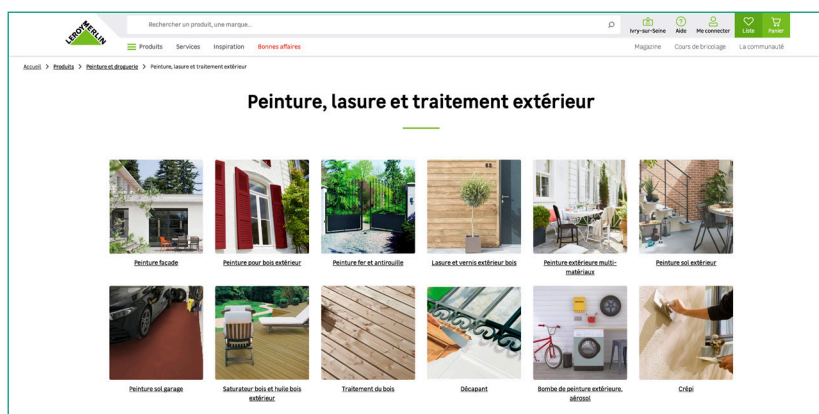 LEROY MERLIN
Rechercher un produit, une marque..
Ivry-sur-Seine Aide Me connecter Liste Panier
Produits Services Inspiration Bonnes affaires
Magazine Cours de bricolage La communauté
Accueil > Produits > Peinture et droguerie > Peinture, lasure et traitement extérieur
Peinture, lasure et traitement extérieur
Peinture façade
Peinture pour bois extérieur
Peinture fer et antirouille
Lasure et vernis extérieur bois
Peinture extérieure multi-
matériaux
Peinture sol extérieur
Peinture sol garage
Saturateur bois et huile bois
extérieur
Traitement du bois
Décapant
Bombe de peinture extérieure,
aérosol
Crépi